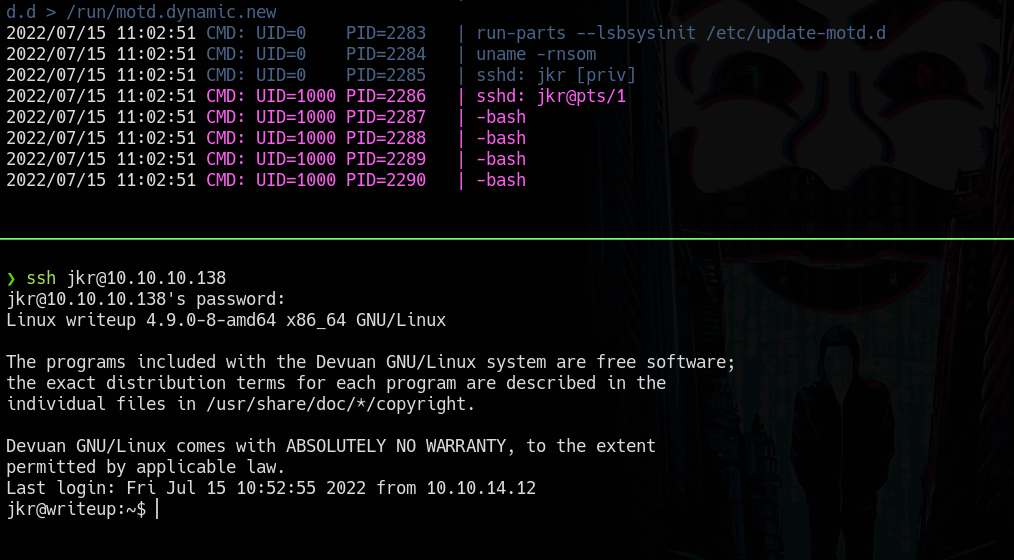 d.d > /run/motd.dynamic.new
2022/07/15 11:02:51 CMD: UID=0    PID=2283   | run-parts --lsbsysinit /etc/update-motd.d
2022/07/15 11:02:51 CMD: UID=0    PID=2284   | uname -rnsom
2022/07/15 11:02:51 CMD: UID=0    PID=2285   | sshd: jkr [priv]
2022/07/15 11:02:51 CMD: UID=1000 PID=2286   | sshd: jkr@pts/1
2022/07/15 11:02:51 CMD: UID=1000 PID=2287   | -bash
2022/07/15 11:02:51 CMD: UID=1000 PID=2288   | -bash
2022/07/15 11:02:51 CMD: UID=1000 PID=2289   | -bash
2022/07/15 11:02:51 CMD: UID=1000 PID=2290   | -bash
❯ ssh jkr@10.10.10.138
jkr@10.10.10.138's password:
Linux writeup 4.9.0-8-amd64 x86_64 GNU/Linux
The programs included with the Devuan GNU/Linux system are free software;
the exact distribution terms for each program are described in the
individual files in /usr/share/doc/*/copyright.
Devuan GNU/Linux comes with ABSOLUTELY NO WARRANTY, to the extent
permitted by applicable law.
Last login: Fri Jul 15 10:52:55 2022 from 10.10.14.12
jkr@writeup:~$